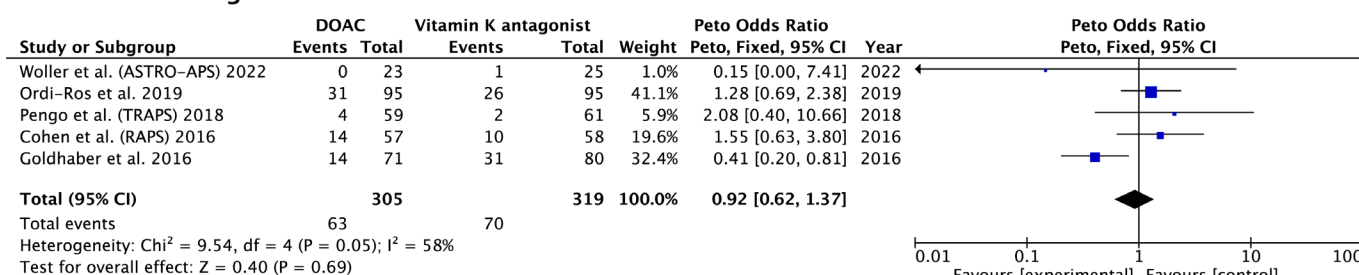 DOAC Vitamin K antagonist Peto Odds Ratio Peto Odds Ratio
Study or Subgroup Events Total Events Total Weight Peto, Fixed, 95% CI Year Peto, Fixed, 95% CI
Woller et al. (ASTRO-APS) 2022 0 23 1 25 1.0% 0.15 [0.00, 7.41] 2022
Ordi-Ros et al. 2019 31 95 26 95 41.1% 1.28 [0.69, 2.38] 2019
Pengo et al. (TRAPS) 2018 4 59 2 61 5.9% 2.08 [0.40, 10.66] 2018
Cohen et al. (RAPS) 2016 14 57 10 58 19.6% 1.55 [0.63, 3.80] 2016
Goldhaber et al. 2016 14 71 31 80 32.4% 0.41 [0.20, 0.81] 2016
Total (95% CI) 305 319 100.0% 0.92 [0.62, 1.37]
Total events 63 70
Heterogeneity: Chi² = 9.54, df = 4 (P = 0.05); I² = 58%
Test for overall effect: Z = 0.40 (P = 0.69)
0.01 0.1 1 10 100
Favours [experimental] Favours [control]